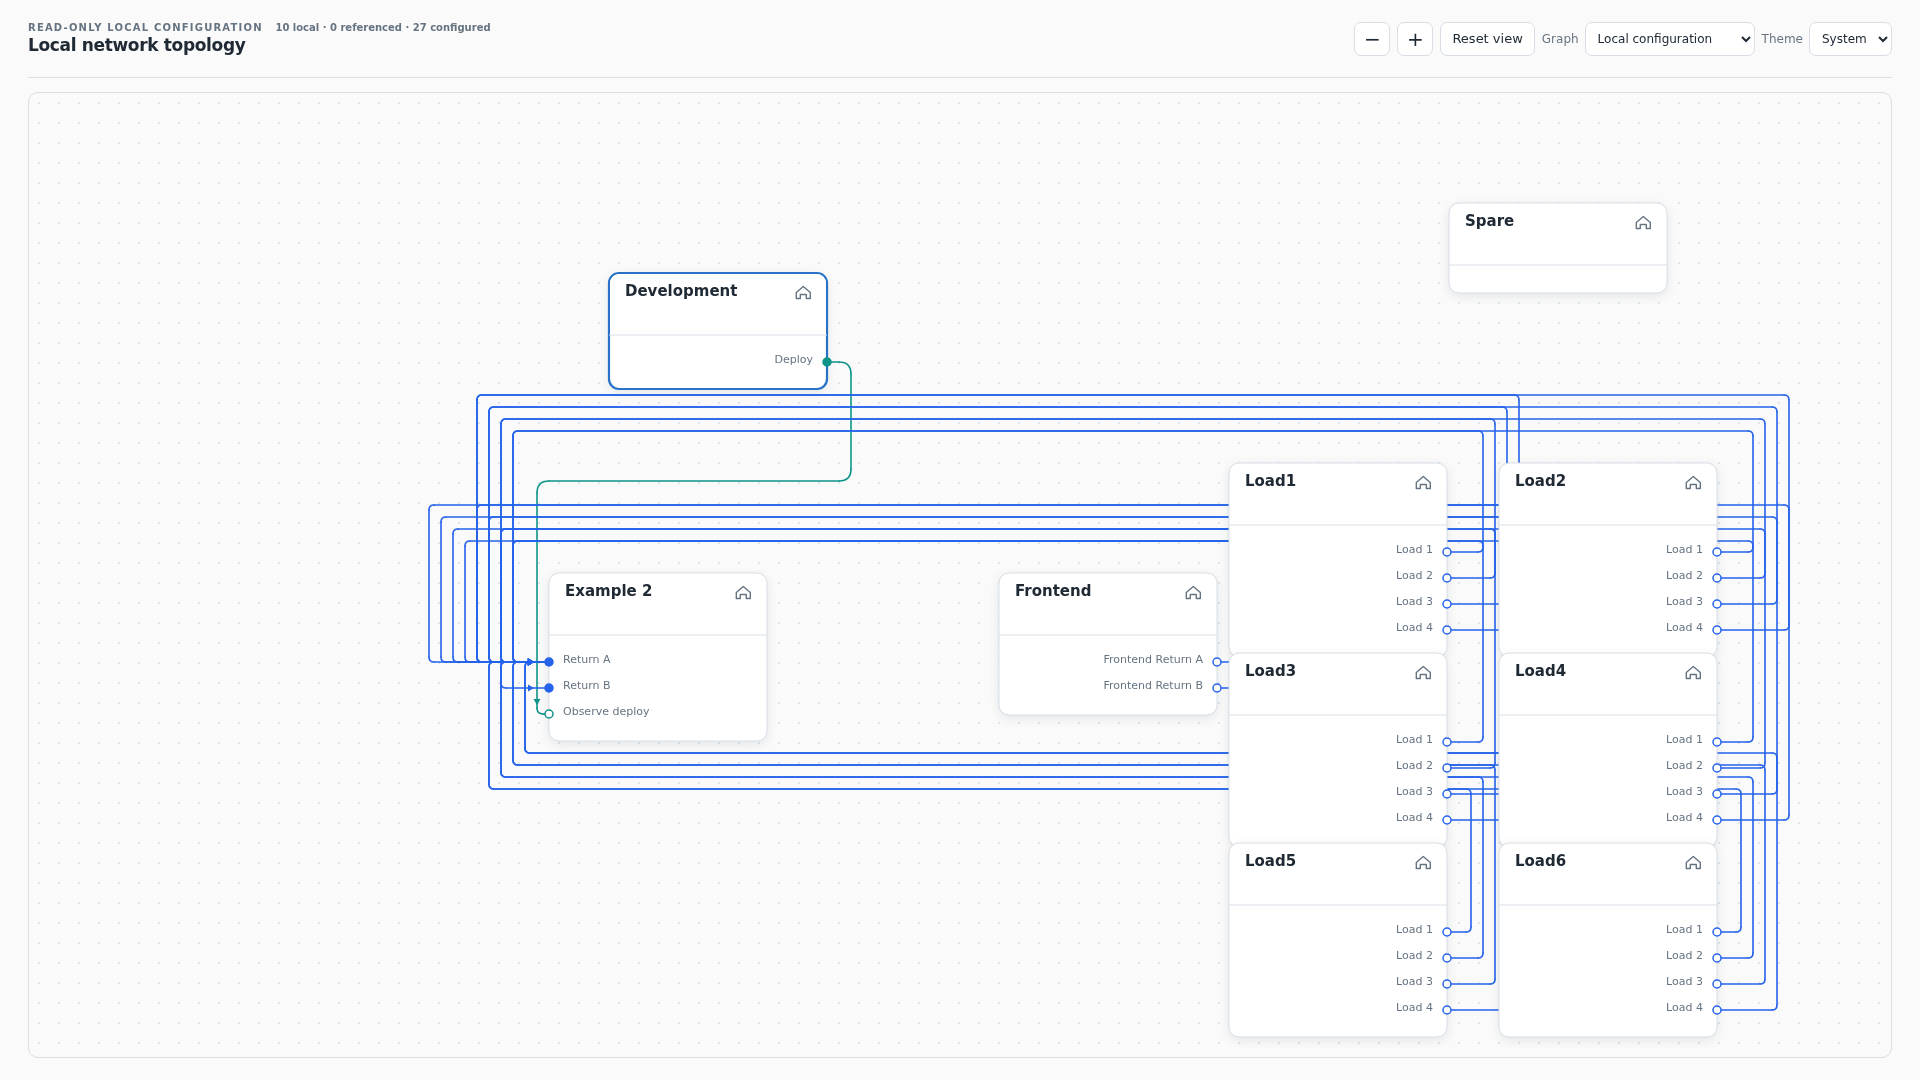 READ-ONLY LOCAL CONFIGURATION 10 local · 0 referenced · 27 configured
Local network topology
− + Reset view Graph Local configuration Theme System
Spare
Development
Deploy
Load1
Load 1
Load 2
Load 3
Load 4
Load2
Load 1
Load 2
Load 3
Load 4
Example 2
Return A
Return B
Observe deploy
Frontend
Frontend Return A
Frontend Return B
Load3
Load 1
Load 2
Load 3
Load 4
Load4
Load 1
Load 2
Load 3
Load 4
Load5
Load 1
Load 2
Load 3
Load 4
Load6
Load 1
Load 2
Load 3
Load 4